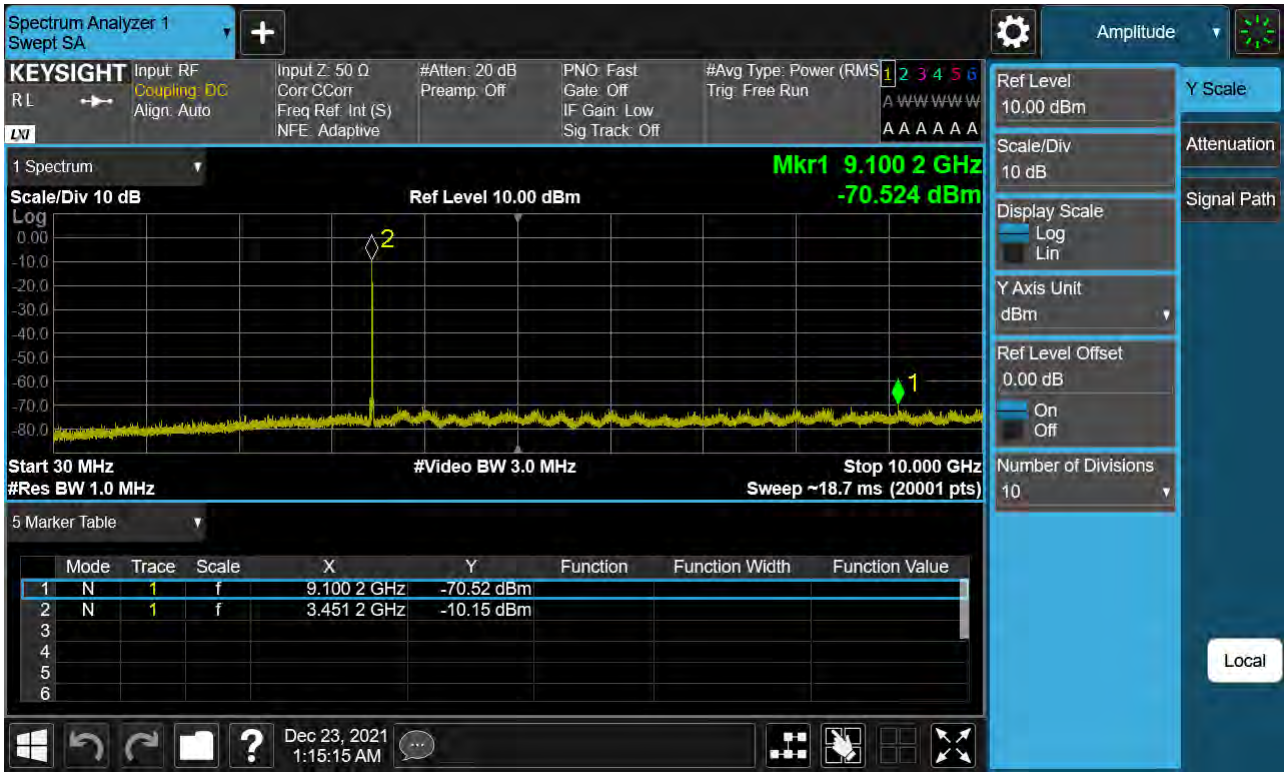 Spectrum Analyzer 1
Swept SA
+
Amplitude
KEYSIGHT
RL
LXI
Input: RF
Coupling: DC
Align: Auto
Input Z: 50 Ω
Corr CCorr
Freq Ref: Int (S)
NFE: Adaptive
#Atten: 20 dB
Preamp: Off
PNO: Fast
Gate: Off
IF Gain: Low
Sig Track: Off
#Avg Type: Power (RMS
Trig: Free Run
1 2 3 4 5 6
A W W W W W
A A A A A A
1 Spectrum
Mkr1 9.100 2 GHz
Scale/Div 10 dB
Ref Level 10.00 dBm
-70.524 dBm
Log
0.00
-10.0
-20.0
-30.0
-40.0
-50.0
-60.0
-70.0
-80.0
2
1
Start 30 MHz
#Video BW 3.0 MHz
Stop 10.000 GHz
#Res BW 1.0 MHz
Sweep ~18.7 ms (20001 pts)
5 Marker Table
Mode Trace Scale X Y Function Function Width Function Value
1 N 1 f 9.100 2 GHz -70.52 dBm
2 N 1 f 3.451 2 GHz -10.15 dBm
3
4
5
6
Ref Level
10.00 dBm
Scale/Div
10 dB
Display Scale
Log
Lin
Y Axis Unit
dBm
Ref Level Offset
0.00 dB
On
Off
Number of Divisions
10
Y Scale
Attenuation
Signal Path
Local
?
Dec 23, 2021
1:15:15 AM